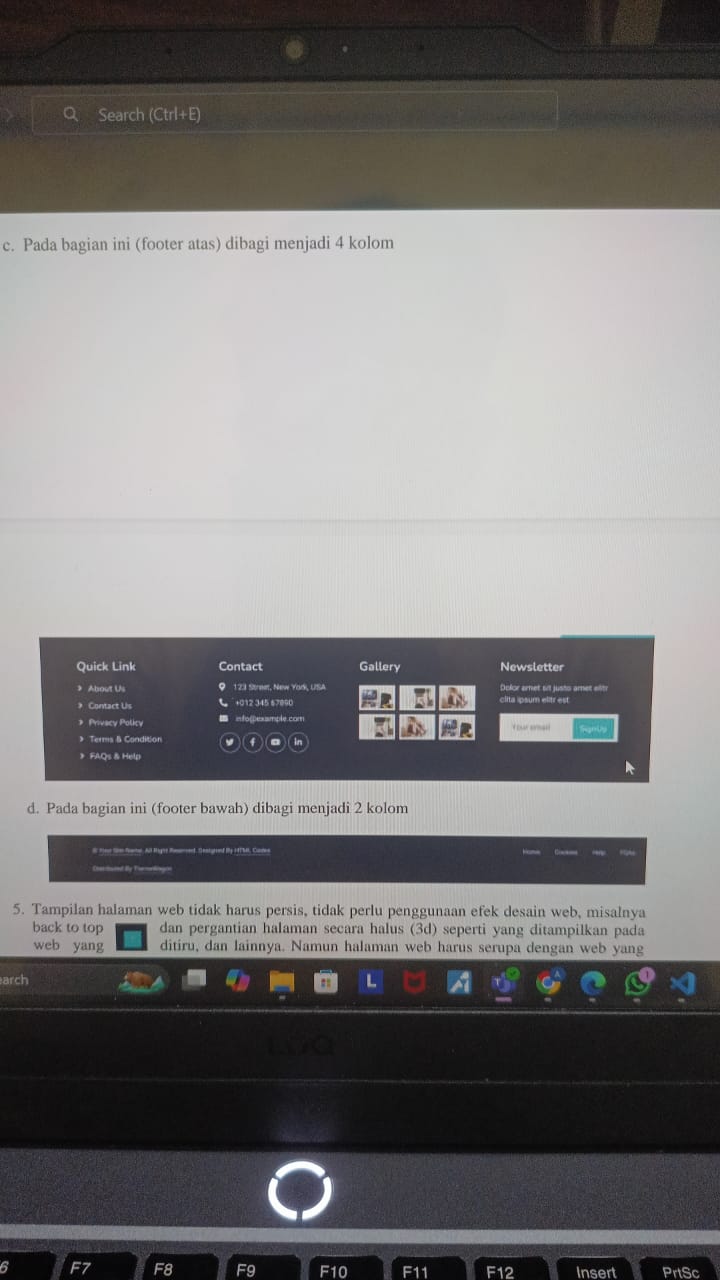 Search (Ctrl+E)
c. Pada bagian ini (footer atas) dibagi menjadi 4 kolom
Quick Link
> About Us
> Contact Us
> Privacy Policy
> Terms & Condition
> FAQs & Help
Contact
123 Street, New York, USA
+012 345 67890
info@example.com
Gallery
Newsletter
Dolor amet sit justo amet elitr
clita ipsum elitr est
Your email
SignUp
d. Pada bagian ini (footer bawah) dibagi menjadi 2 kolom
© Your Site Name, All Right Reserved. Designed By HTML Codex
Distributed By ThemeWagon
Home Cookies Help FQAs
5. Tampilan halaman web tidak harus persis, tidak perlu penggunaan efek desain web, misalnya
back to top dan pergantian halaman secara halus (3d) seperti yang ditampilkan pada
web yang ditiru, dan lainnya. Namun halaman web harus serupa dengan web yang
earch
LOQ
6 F7 F8 F9 F10 F11 F12 Insert PrtSc